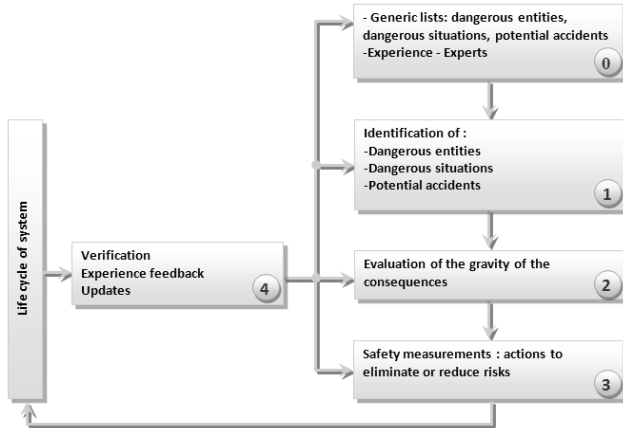 - Generic lists: dangerous entities,
dangerous situations, potential accidents
-Experience - Experts
0
Identification of :
-Dangerous entities
-Dangerous situations
-Potential accidents
1
Life cycle of system
Verification
Experience feedback
Updates
4
Evaluation of the gravity of the
consequences
2
Safety measurements : actions to
eliminate or reduce risks
3